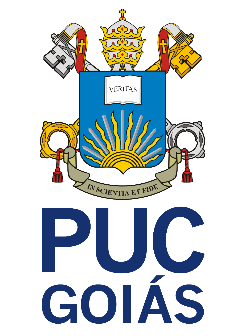 VERITAS
IN SCIENTIA ET FIDE
PUC
GOIÁS